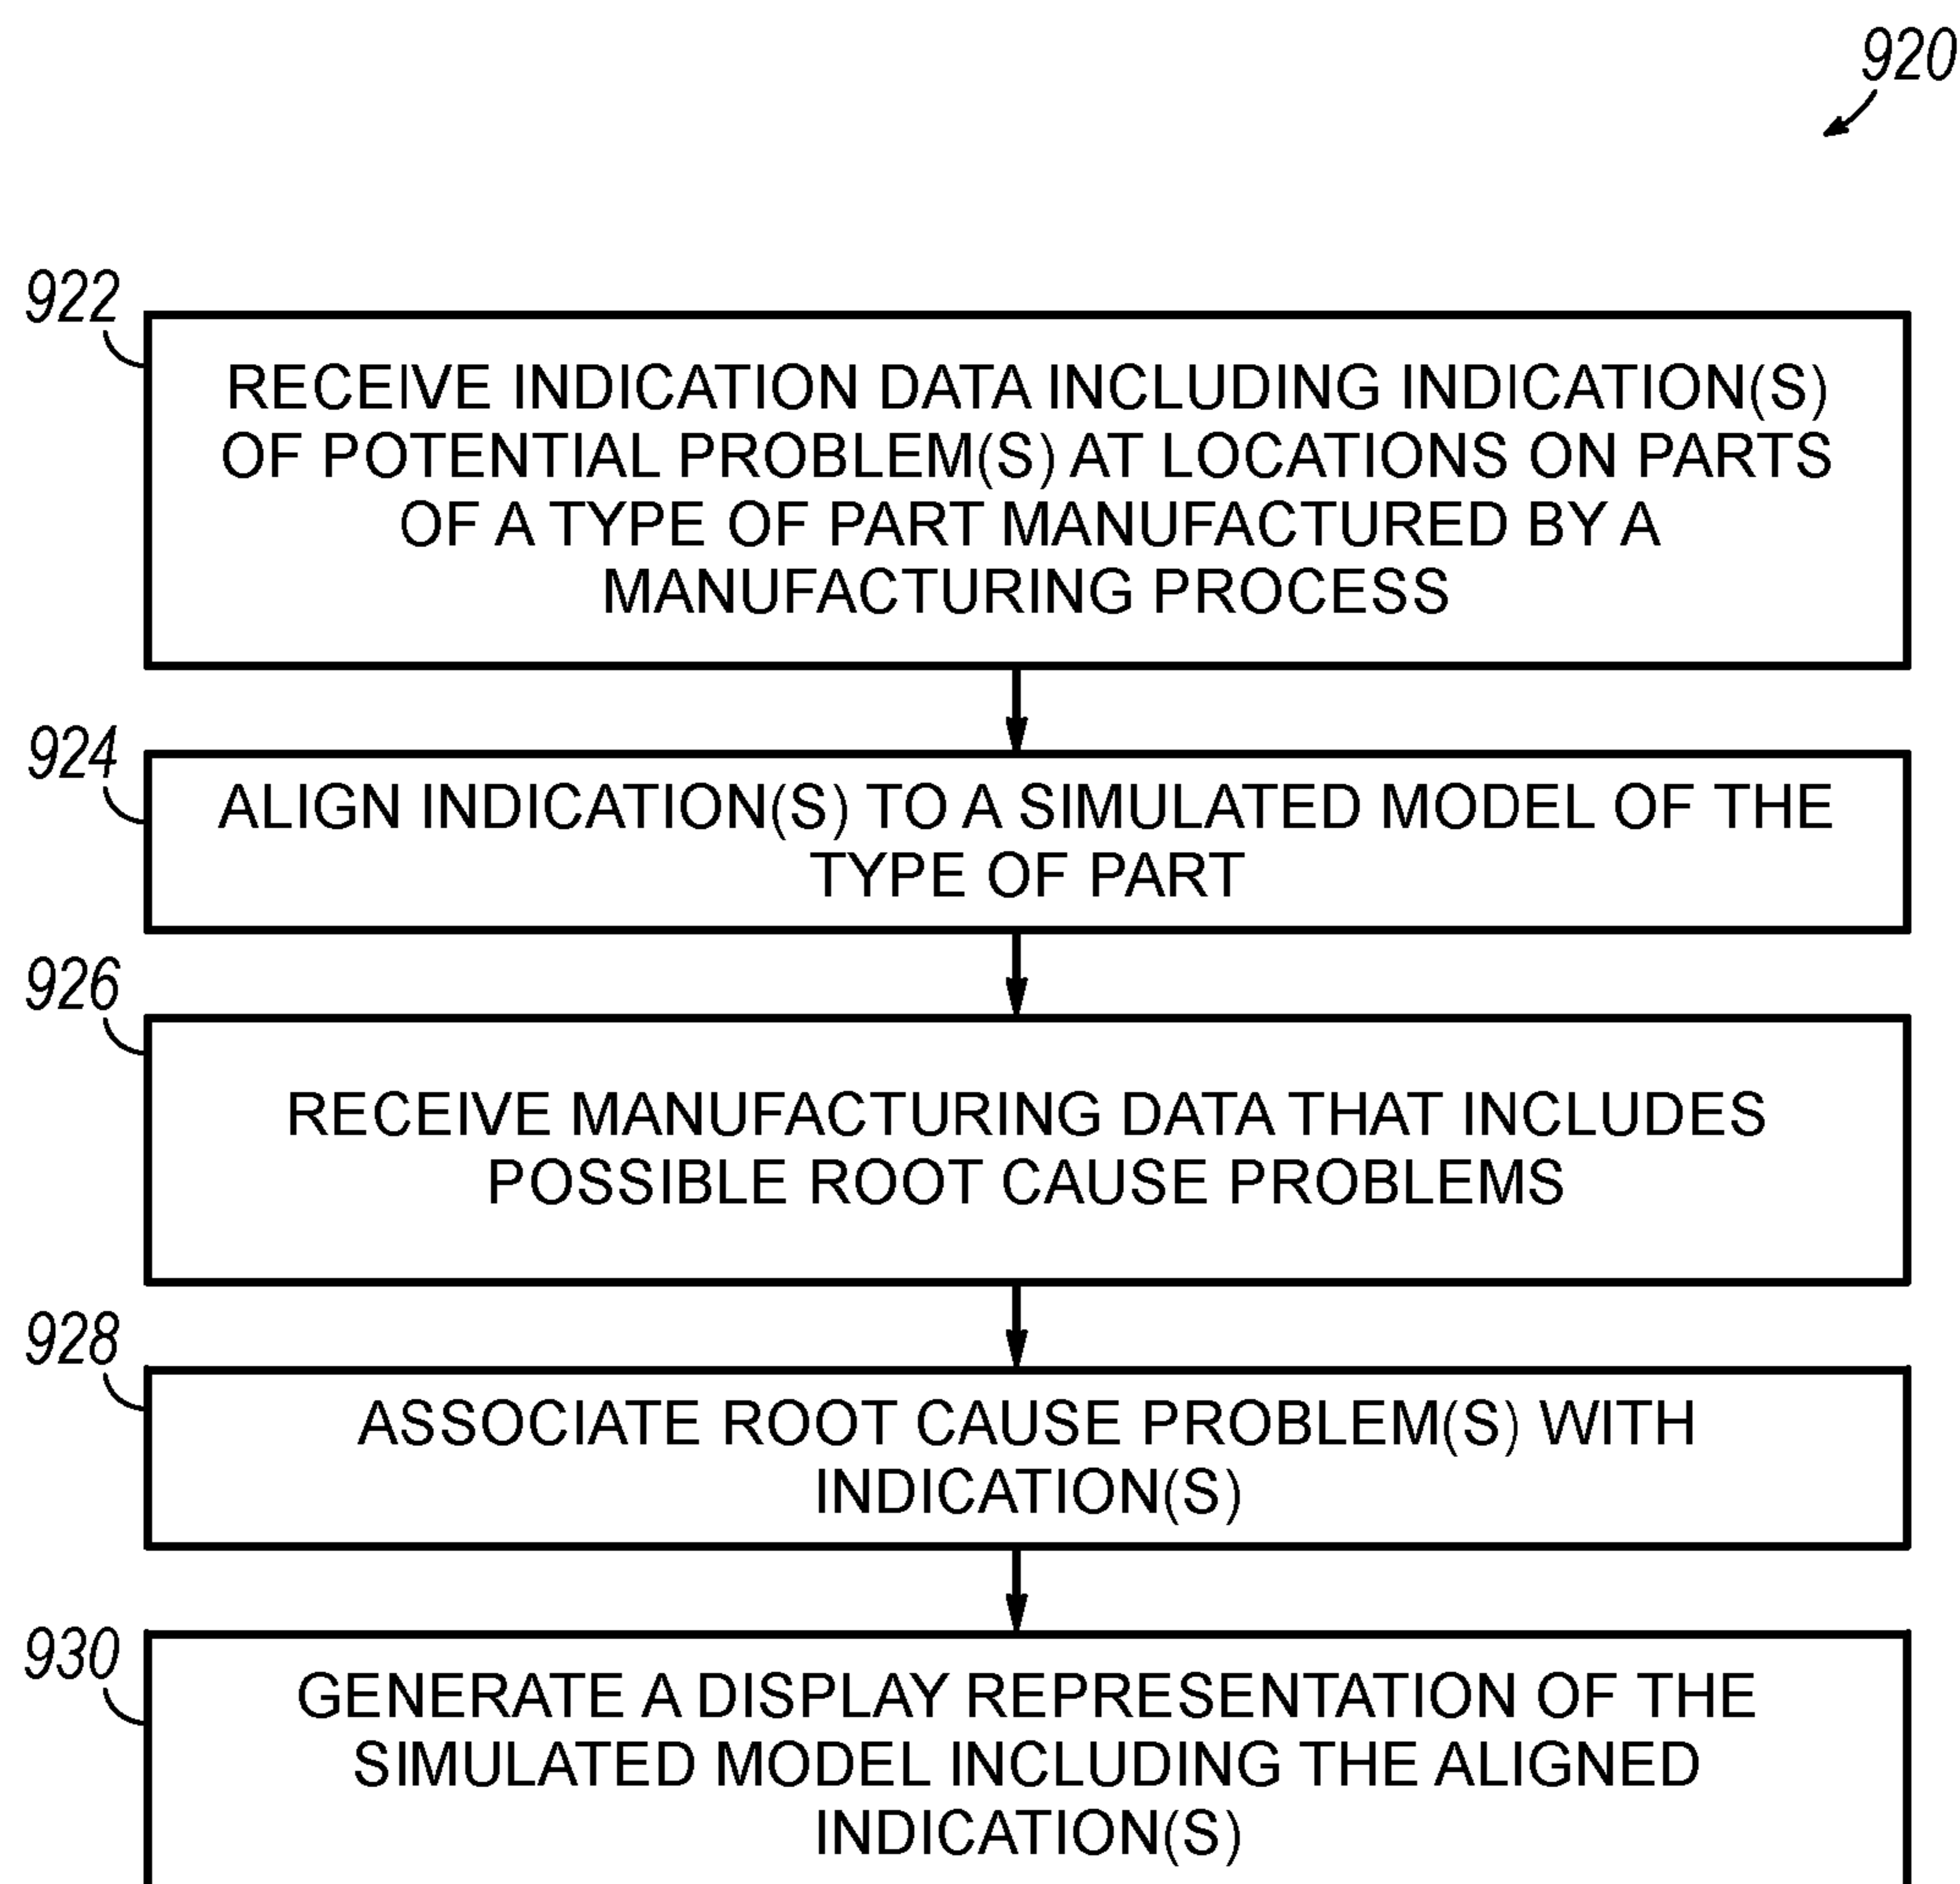 920
922
RECEIVE INDICATION DATA INCLUDING INDICATION(S)
OF POTENTIAL PROBLEM(S) AT LOCATIONS ON PARTS
OF A TYPE OF PART MANUFACTURED BY A
MANUFACTURING PROCESS
924
ALIGN INDICATION(S) TO A SIMULATED MODEL OF THE
TYPE OF PART
926
RECEIVE MANUFACTURING DATA THAT INCLUDES
POSSIBLE ROOT CAUSE PROBLEMS
928
ASSOCIATE ROOT CAUSE PROBLEM(S) WITH
INDICATION(S)
930
GENERATE A DISPLAY REPRESENTATION OF THE
SIMULATED MODEL INCLUDING THE ALIGNED
INDICATION(S)